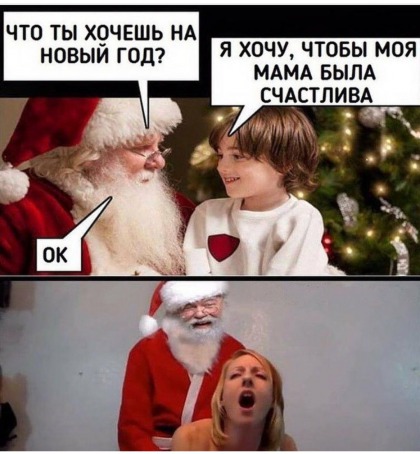 ЧТО ТЫ ХОЧЕШЬ НА
НОВЫЙ ГОД?
Я ХОЧУ, ЧТОБЫ МОЯ
МАМА БЫЛА
СЧАСТЛИВА
ОК